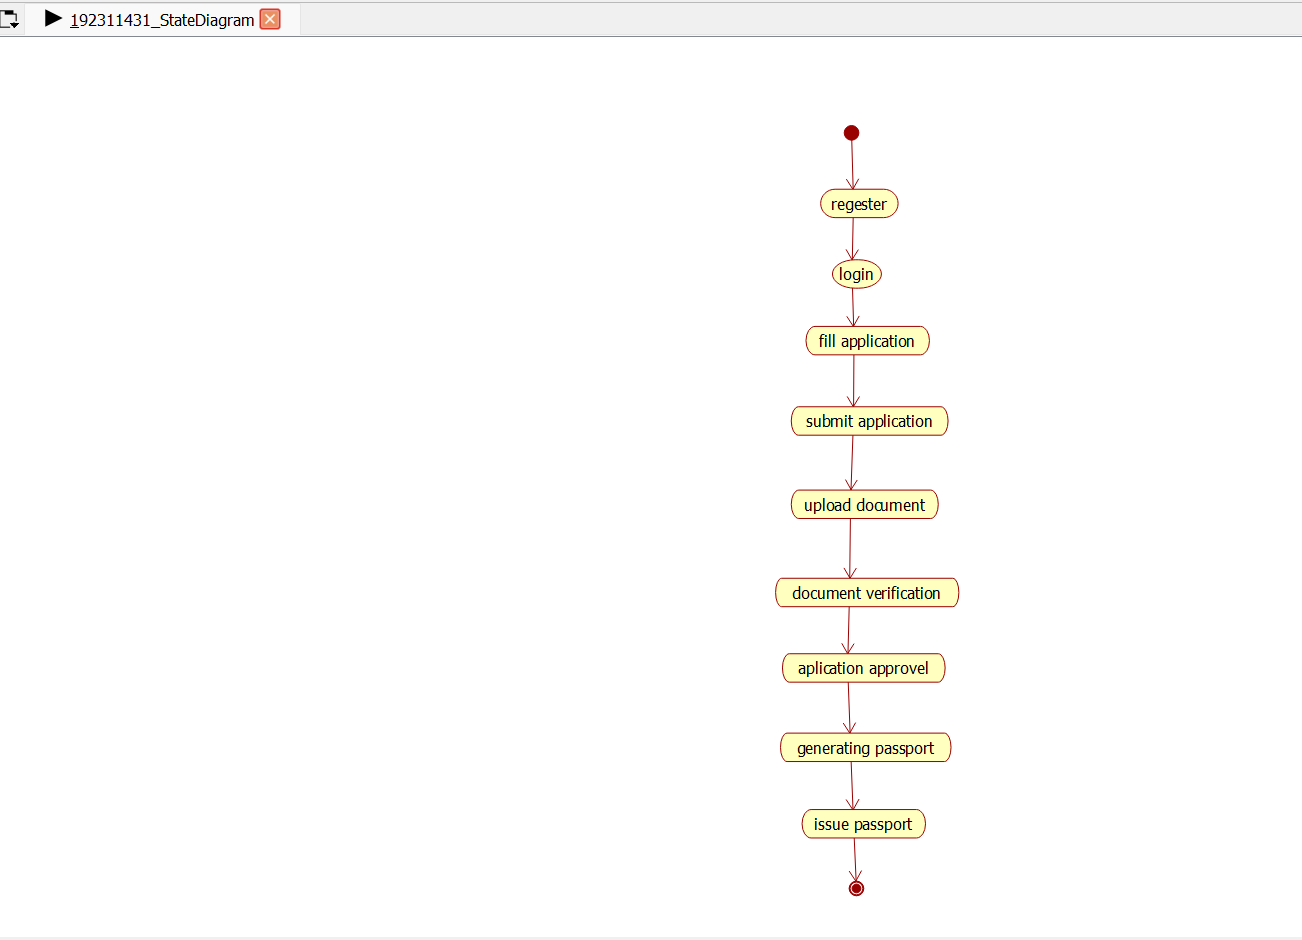 192311431_StateDiagram
regester
login
fill application
submit application
upload document
document verification
aplication approvel
generating passport
issue passport